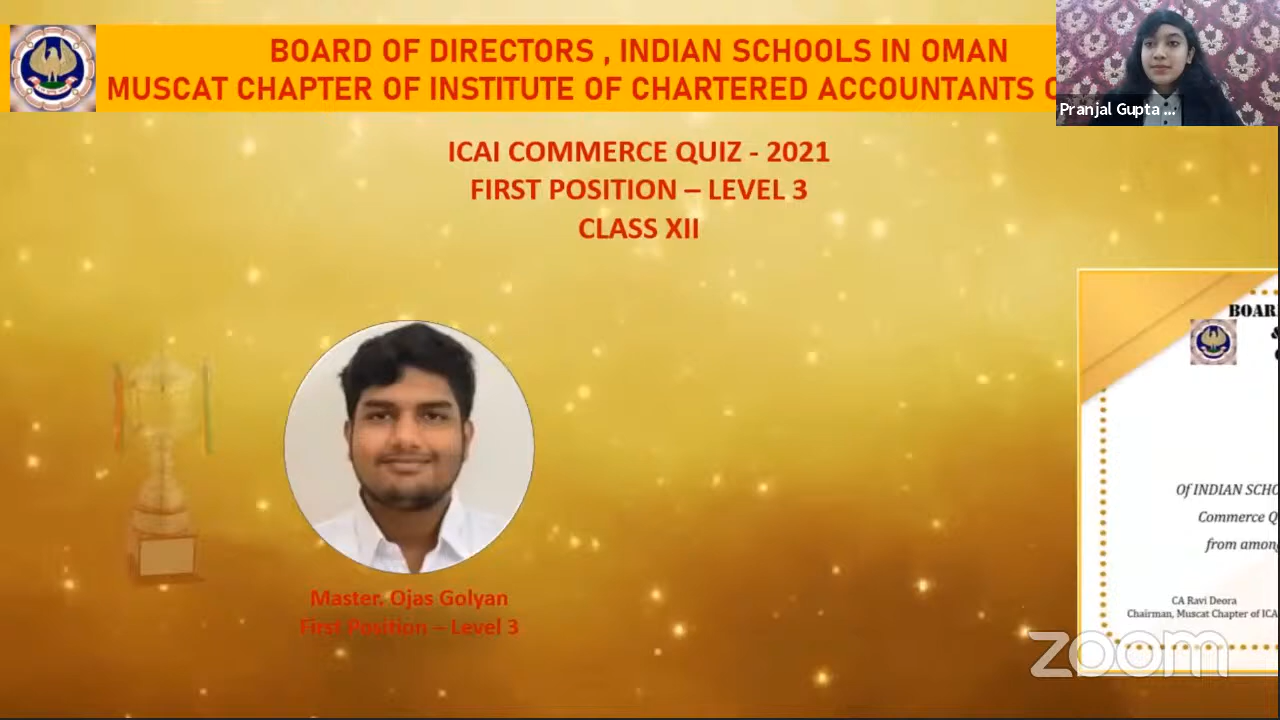 BOARD OF DIRECTORS , INDIAN SCHOOLS IN OMAN
MUSCAT CHAPTER OF INSTITUTE OF CHARTERED ACCOUNTANTS
Pranjal Gupta ...
ICAI COMMERCE QUIZ - 2021
FIRST POSITION – LEVEL 3
CLASS XII
Master. Ojas Golyan
First Position – Level 3
BOAR
&
Of INDIAN SCHO
Commerce Q
from among
CA Ravi Deora
Chairman, Muscat Chapter of ICA
zoom